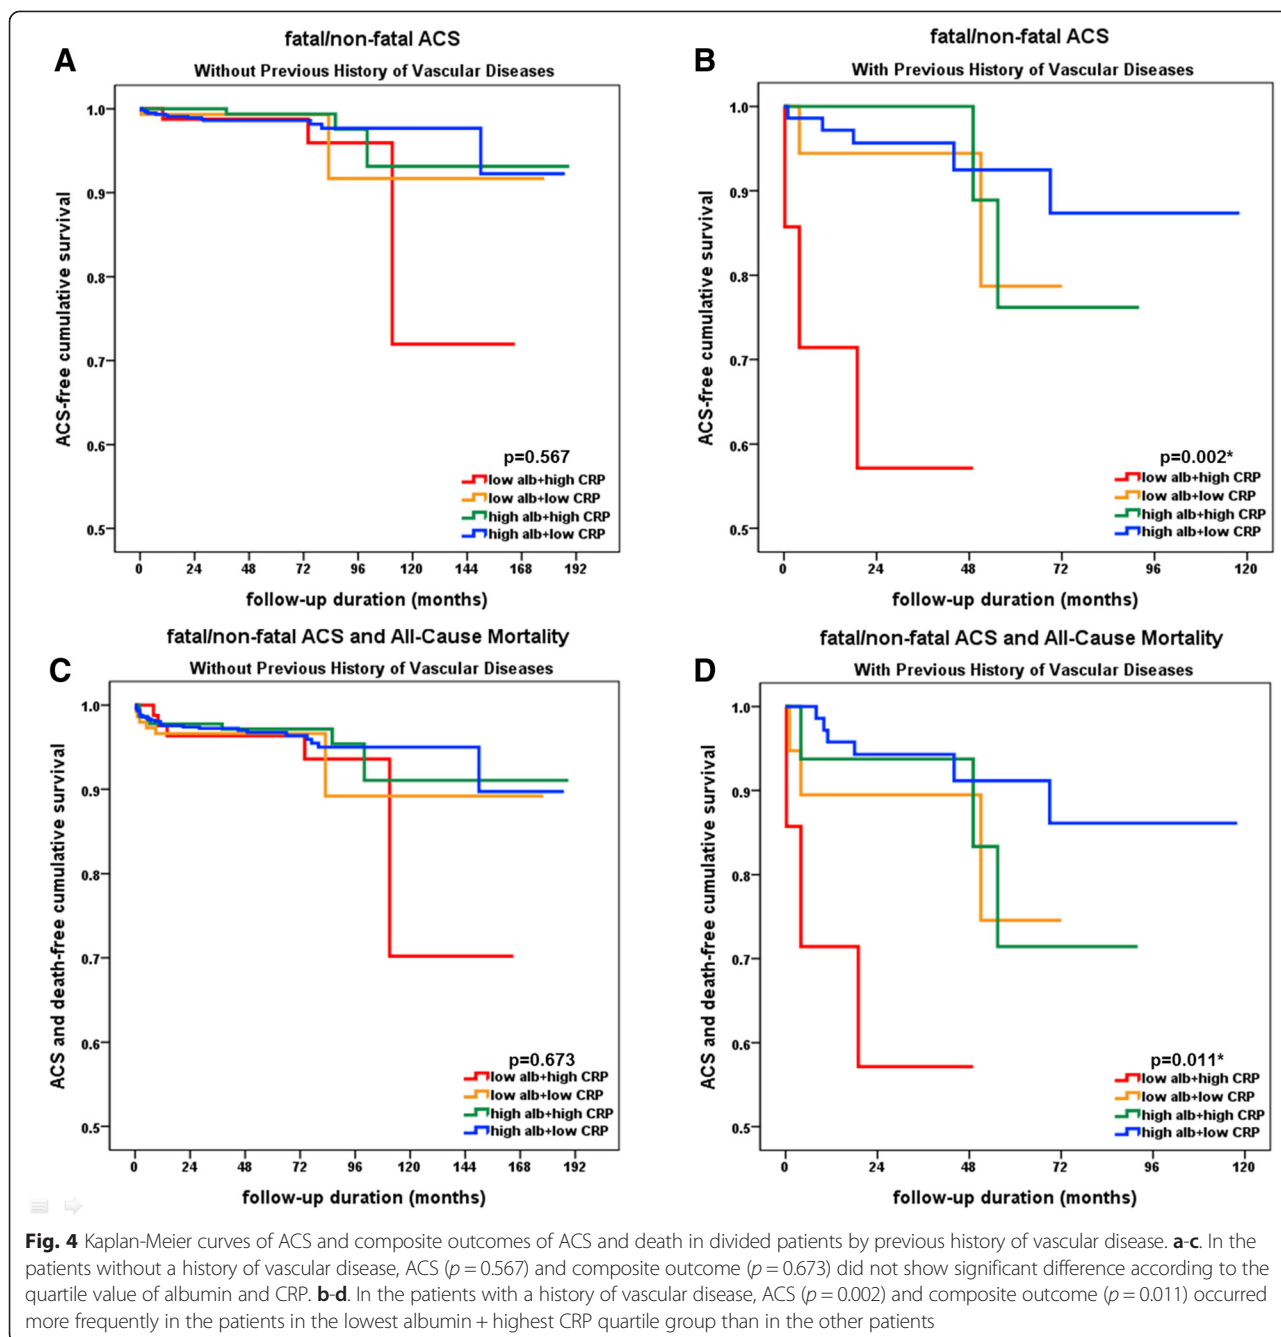 fatal/non-fatal ACS
A
Without Previous History of Vascular Diseases
ACS-free cumulative survival
1.0
0.9
0.8
0.7
0.6
0.5
p=0.567
low alb+high CRP
low alb+low CRP
high alb+high CRP
high alb+low CRP
0 24 48 72 96 120 144 168 192
follow-up duration (months)
fatal/non-fatal ACS
B
With Previous History of Vascular Diseases
ACS-free cumulative survival
1.0
0.9
0.8
0.7
0.6
0.5
p=0.002*
low alb+high CRP
low alb+low CRP
high alb+high CRP
high alb+low CRP
0 24 48 72 96 120
follow-up duration (months)
fatal/non-fatal ACS and All-Cause Mortality
C
Without Previous History of Vascular Diseases
ACS and death-free cumulative survival
1.0
0.9
0.8
0.7
0.6
0.5
p=0.673
low alb+high CRP
low alb+low CRP
high alb+high CRP
high alb+low CRP
0 24 48 72 96 120 144 168 192
follow-up duration (months)
fatal/non-fatal ACS and All-Cause Mortality
D
With Previous History of Vascular Diseases
ACS and death-free cumulative survival
1.0
0.9
0.8
0.7
0.6
0.5
p=0.011*
low alb+high CRP
low alb+low CRP
high alb+high CRP
high alb+low CRP
0 24 48 72 96 120
follow-up duration (months)
Fig. 4 Kaplan-Meier curves of ACS and composite outcomes of ACS and death in divided patients by previous history of vascular disease. a-c. In the
patients without a history of vascular disease, ACS (p = 0.567) and composite outcome (p = 0.673) did not show significant difference according to the
quartile value of albumin and CRP. b-d. In the patients with a history of vascular disease, ACS (p = 0.002) and composite outcome (p = 0.011) occurred
more frequently in the patients in the lowest albumin + highest CRP quartile group than in the other patients